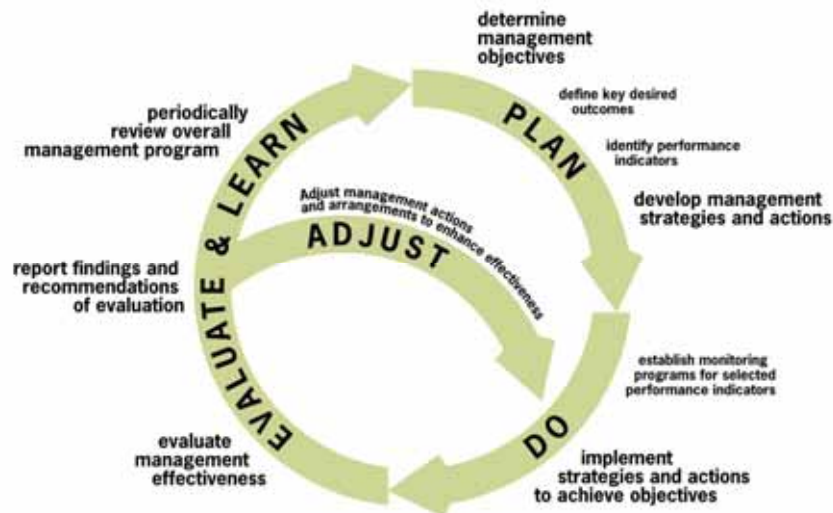 determine
management
objectives
define key desired
outcomes
PLAN
identify performance
indicators
develop management
strategies and actions
establish monitoring
programs for selected
performance indicators
DO
implement
strategies and actions
to achieve objectives
evaluate
management
effectiveness
EVALUATE & LEARN
report findings and
recommendations
of evaluation
periodically
review overall
management program
Adjust management actions
and arrangements to enhance effectiveness
ADJUST